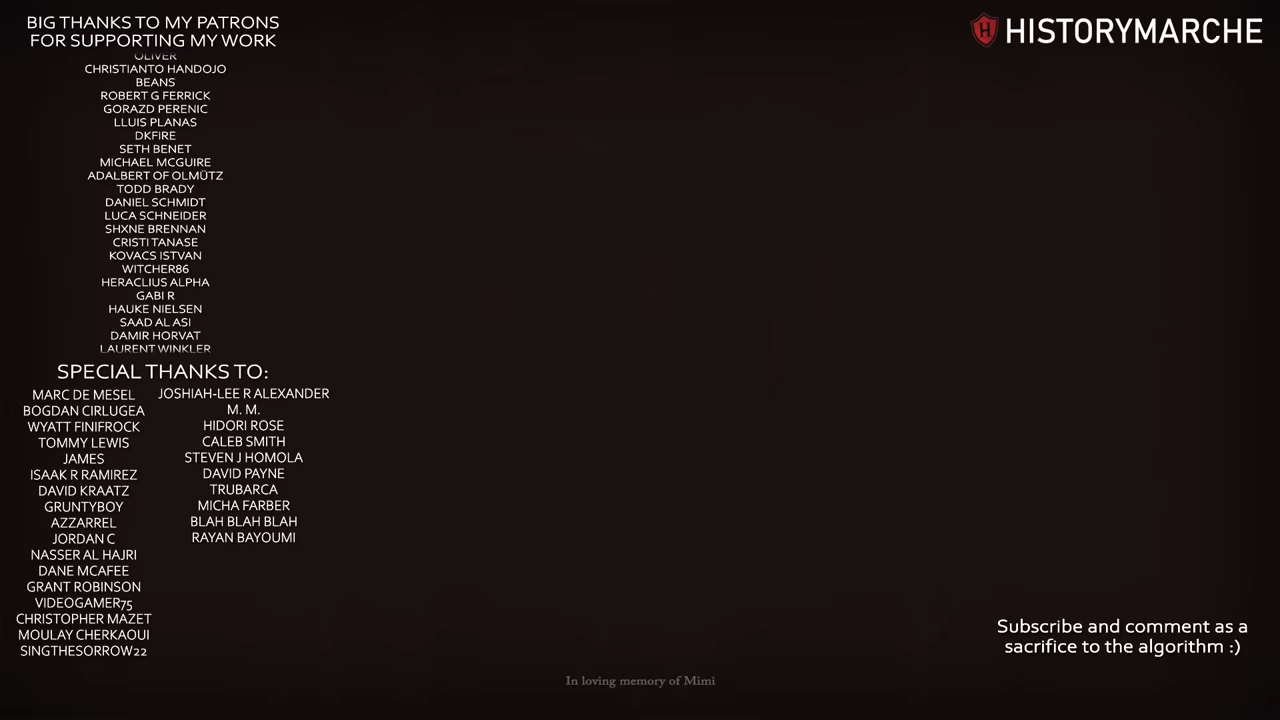 BIG THANKS TO MY PATRONS
FOR SUPPORTING MY WORK
OLIVER
CHRISTIANTO HANDOJO
BEANS
ROBERT G FERRICK
GORAZD PERENIC
LLUIS PLANAS
DKFIRE
SETH BENET
MICHAEL MCGUIRE
ADALBERT OF OLMÜTZ
TODD BRADY
DANIEL SCHMIDT
LUCA SCHNEIDER
SHXNE BRENNAN
CRISTI TANASE
KOVACS ISTVAN
WITCHER86
HERACLIUS ALPHA
GABI R
HAUKE NIELSEN
SAAD AL ASI
DAMIR HORVAT
LAURENT WINKLER
SPECIAL THANKS TO:
MARC DE MESEL
BOGDAN CIRLUGEA
WYATT FINIFROCK
TOMMY LEWIS
JAMES
ISAAK R RAMIREZ
DAVID KRAATZ
GRUNTYBOY
AZZARREL
JORDAN C
NASSER AL HAJRI
DANE MCAFEE
GRANT ROBINSON
VIDEOGAMER75
CHRISTOPHER MAZET
MOULAY CHERKAOUI
SINGTHESORROW22
JOSHIAH-LEE R ALEXANDER
M. M.
HIDORI ROSE
CALEB SMITH
STEVEN J HOMOLA
DAVID PAYNE
TRUBARCA
MICHA FARBER
BLAH BLAH BLAH
RAYAN BAYOUMI
H HISTORYMARCHE
Subscribe and comment as a
sacrifice to the algorithm :)
In loving memory of Mimi